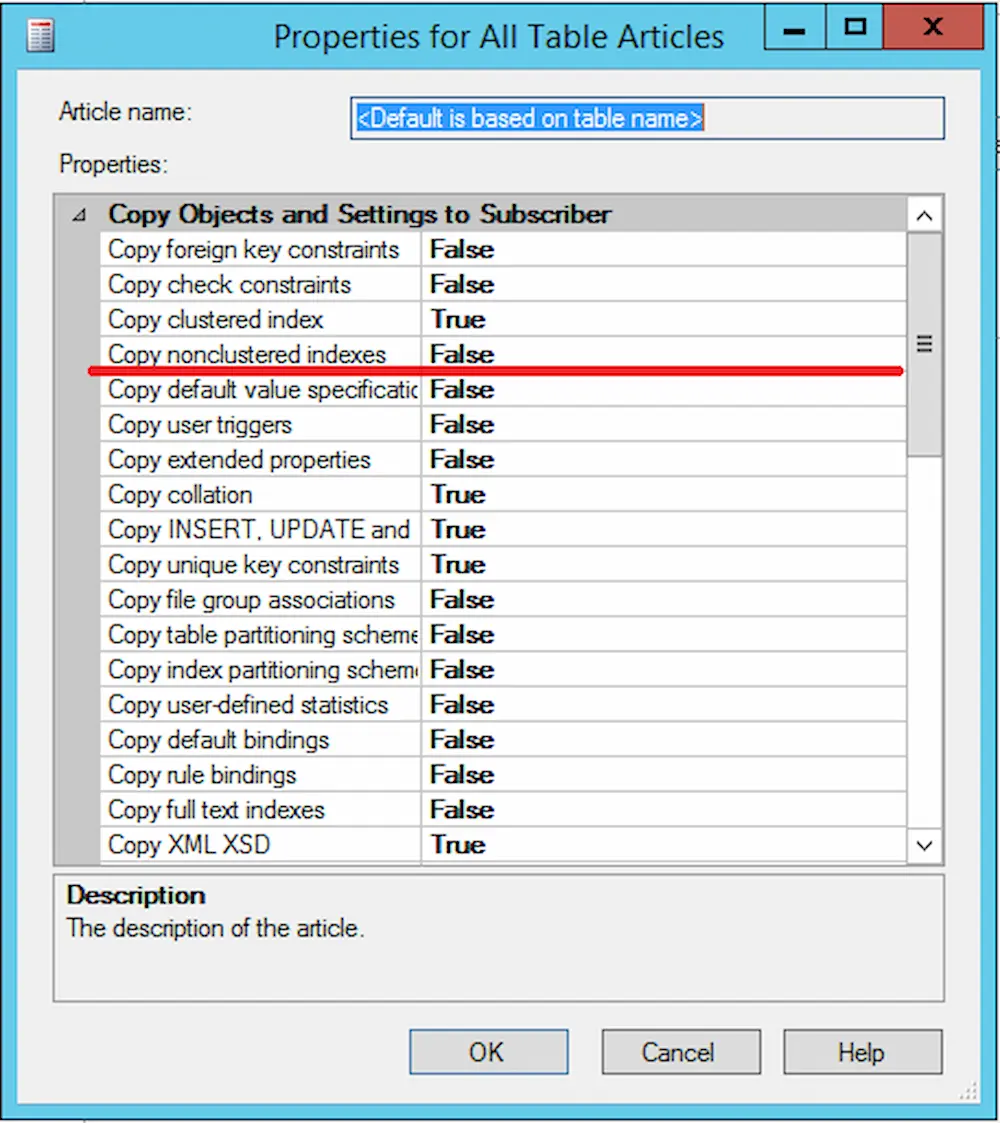 Properties for All Table Articles
Article name: <Default is based on table name>
Properties:
Copy Objects and Settings to Subscriber
Copy foreign key constraints False
Copy check constraints False
Copy clustered index True
Copy nonclustered indexes False
Copy default value specificatic False
Copy user triggers False
Copy extended properties False
Copy collation True
Copy INSERT, UPDATE and True
Copy unique key constraints True
Copy file group associations False
Copy table partitioning scheme False
Copy index partitioning schem False
Copy user-defined statistics False
Copy default bindings False
Copy rule bindings False
Copy full text indexes False
Copy XML XSD True
Description
The description of the article.
OK Cancel Help